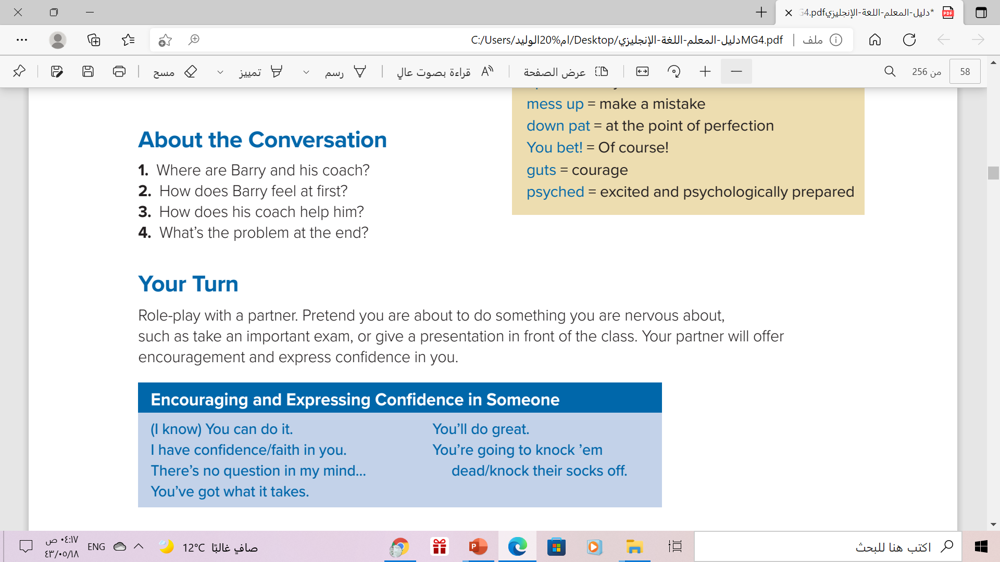 *دليل-المعلم-اللغة-الإنجليزيG4.pdf
C:/Users/ام%20الوليد/Desktop/دليل-المعلم-اللغة-الإنجليزيMG4.pdf
ملف
58
من 256
عرض الصفحة
قراءة بصوت عالٍ
رسم
تمييز
مسح
mess up = make a mistake
down pat = at the point of perfection
You bet! = Of course!
guts = courage
psyched = excited and psychologically prepared
About the Conversation
1. Where are Barry and his coach?
2. How does Barry feel at first?
3. How does his coach help him?
4. What's the problem at the end?
Your Turn
Role-play with a partner. Pretend you are about to do something you are nervous about,
such as take an important exam, or give a presentation in front of the class. Your partner will offer
encouragement and express confidence in you.
Encouraging and Expressing Confidence in Someone
(I know) You can do it.
I have confidence/faith in you.
There's no question in my mind...
You've got what it takes.
You'll do great.
You're going to knock 'em
dead/knock their socks off.
اكتب هنا للبحث
12°C صافٍ غالبًا
ENG
٠٤:١٧ ص
٤٣/٠٥/١٨